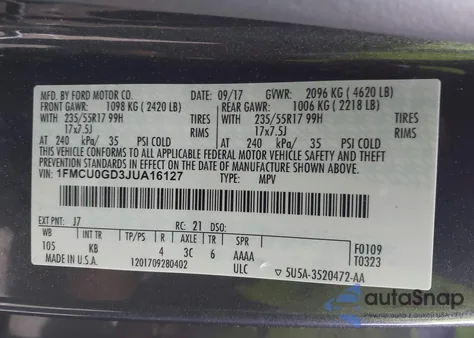 MFD. BY FORD MOTOR CO. 09/17 GVWR: 2096 KG ( 4620 LB)
FRONT GAWR: 1098 KG ( 2420 LB) REAR GAWR: 1006 KG ( 2218 LB)
WITH 235/55R17 99H TIRES WITH 235/55R17 99H TIRES
17x7.5J RIMS 17x7.5J RIMS
AT 240 kPa/ 35 PSI COLD AT 240 kPa/ 35 PSI COLD
THIS VEHICLE CONFORMS TO ALL APPLICABLE FEDERAL MOTOR VEHICLE SAFETY AND BUMPER STANDARDS IN EFFECT ON THE DATE OF MANUFACTURE SHOWN ABOVE.
VIN: 1FMCU0GD3JUA16127 TYPE: MPV
EXT PNT: J7 RC: 21 DSO:
WB INT TR TP/PS R AXLE TR SPR F0109
105 KB 4 3C 6 AAAA T0323
U.S.A. 1201709280402 ULC 5U5A-3520472-AA
autoSnap